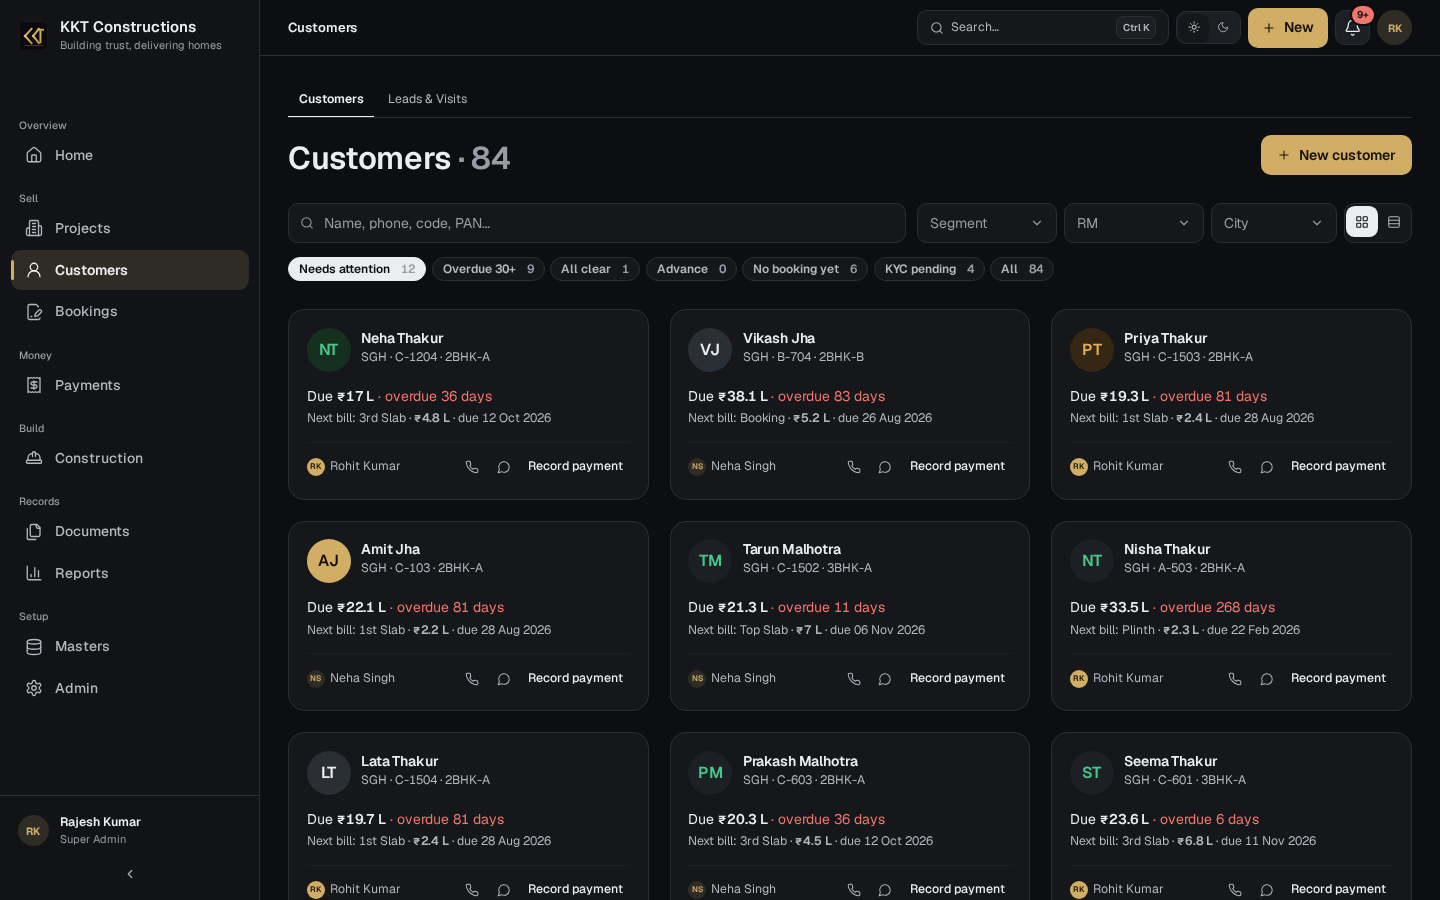 KKT Constructions
Building trust, delivering homes
Overview
Home
Sell
Projects
Customers
Bookings
Money
Payments
Build
Construction
Records
Documents
Reports
Setup
Masters
Admin
RK
Rajesh Kumar
Super Admin
Customers
Search...
Ctrl K
New
9+
RK
Customers
Leads & Visits
Customers · 84
New customer
Name, phone, code, PAN...
Segment
RM
City
Needs attention 12
Overdue 30+ 9
All clear 1
Advance 0
No booking yet 6
KYC pending 4
All 84
NT
Neha Thakur
SGH · C-1204 · 2BHK-A
Due ₹17 L · overdue 36 days
Next bill: 3rd Slab · ₹4.8 L · due 12 Oct 2026
RK Rohit Kumar
Record payment
VJ
Vikash Jha
SGH · B-704 · 2BHK-B
Due ₹38.1 L · overdue 83 days
Next bill: Booking · ₹5.2 L · due 26 Aug 2026
NS Neha Singh
Record payment
PT
Priya Thakur
SGH · C-1503 · 2BHK-A
Due ₹19.3 L · overdue 81 days
Next bill: 1st Slab · ₹2.4 L · due 28 Aug 2026
RK Rohit Kumar
Record payment
AJ
Amit Jha
SGH · C-103 · 2BHK-A
Due ₹22.1 L · overdue 81 days
Next bill: 1st Slab · ₹2.2 L · due 28 Aug 2026
NS Neha Singh
Record payment
TM
Tarun Malhotra
SGH · C-1502 · 3BHK-A
Due ₹21.3 L · overdue 11 days
Next bill: Top Slab · ₹7 L · due 06 Nov 2026
NS Neha Singh
Record payment
NT
Nisha Thakur
SGH · A-503 · 2BHK-A
Due ₹33.5 L · overdue 268 days
Next bill: Plinth · ₹2.3 L · due 22 Feb 2026
RK Rohit Kumar
Record payment
LT
Lata Thakur
SGH · C-1504 · 2BHK-A
Due ₹19.7 L · overdue 81 days
Next bill: 1st Slab · ₹2.4 L · due 28 Aug 2026
RK Rohit Kumar
Record payment
PM
Prakash Malhotra
SGH · C-603 · 2BHK-A
Due ₹20.3 L · overdue 36 days
Next bill: 3rd Slab · ₹4.5 L · due 12 Oct 2026
NS Neha Singh
Record payment
ST
Seema Thakur
SGH · C-601 · 3BHK-A
Due ₹23.6 L · overdue 6 days
Next bill: 3rd Slab · ₹6.8 L · due 11 Nov 2026
RK Rohit Kumar
Record payment